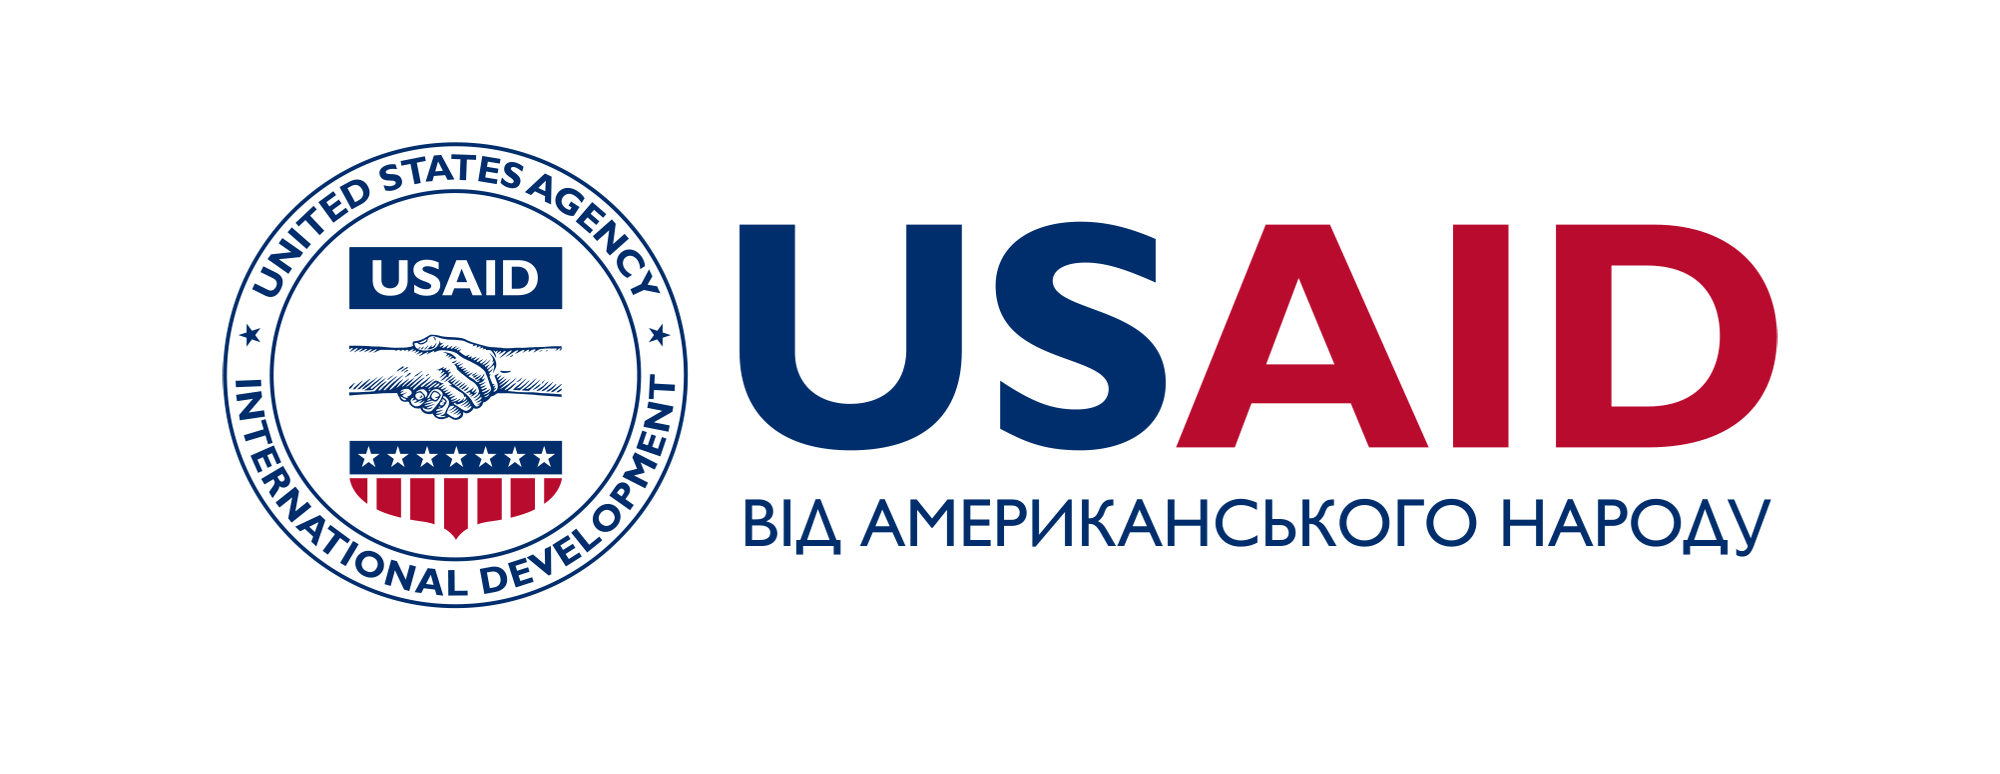 UNITED STATES AGENCY
★ INTERNATIONAL DEVELOPMENT ★
USAID
USAID
ВІД АМЕРИКАНСЬКОГО НАРОДУ